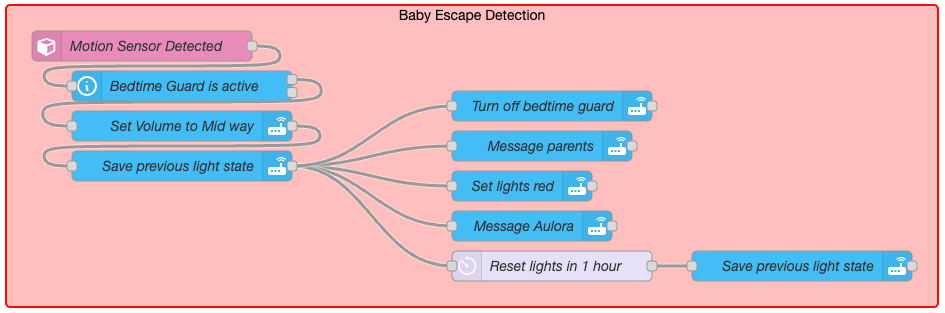 Baby Escape Detection
Motion Sensor Detected
Bedtime Guard is active
Set Volume to Mid way
Save previous light state
Turn off bedtime guard
Message parents
Set lights red
Message Aulora
Reset lights in 1 hour
Save previous light state